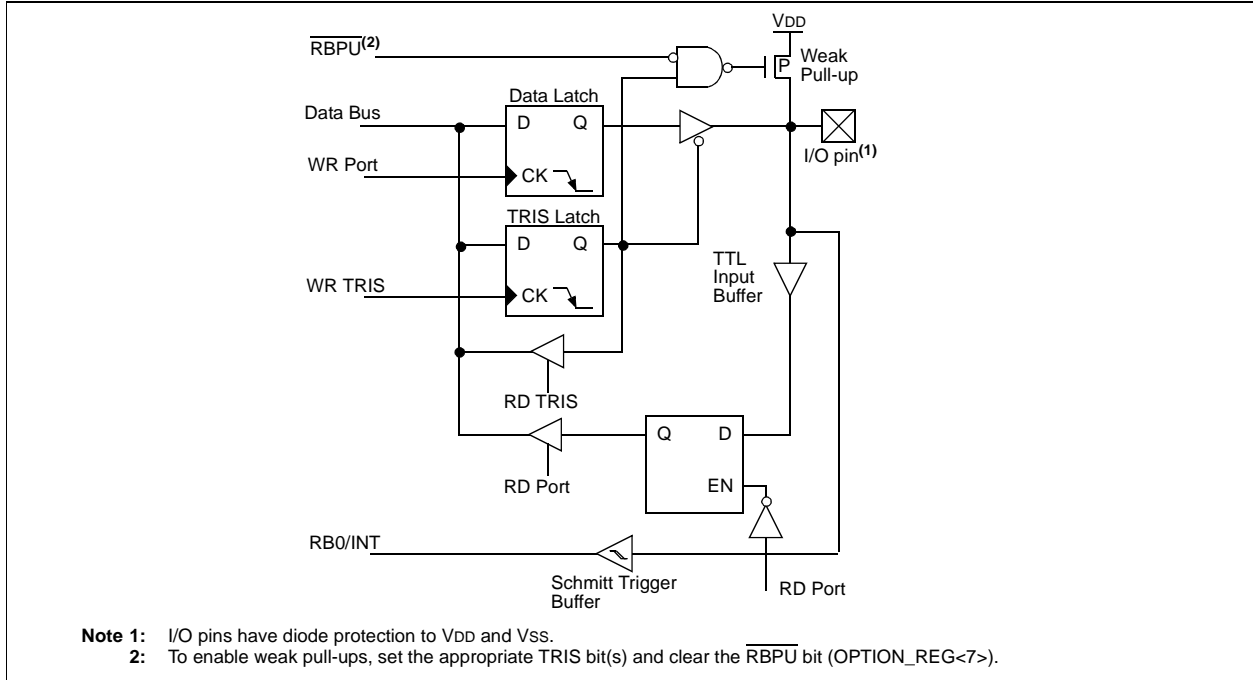 VDD
RBPU(2)
P
Weak
Pull-up
Data Latch
Data Bus
D Q
I/O pin(1)
WR Port
CK
TRIS Latch
D Q
TTL
Input
Buffer
WR TRIS
CK
RD TRIS
Q D
RD Port
EN
RB0/INT
Schmitt Trigger
Buffer
RD Port
Note 1: I/O pins have diode protection to VDD and VSS.
2: To enable weak pull-ups, set the appropriate TRIS bit(s) and clear the RBPU bit (OPTION_REG<7>).